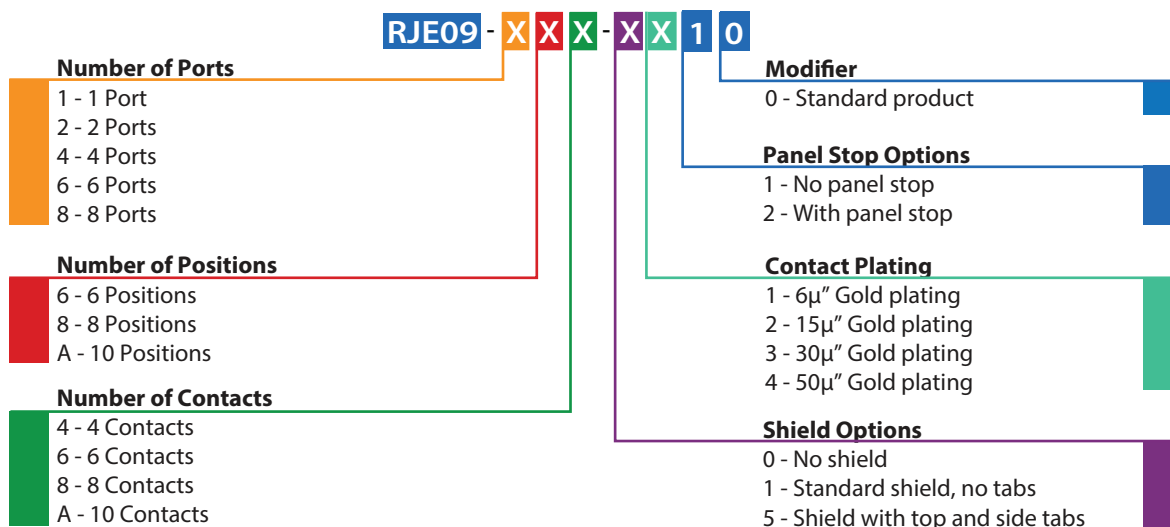 RJE09 - X X X - X X 1 0
Number of Ports
1 - 1 Port
2 - 2 Ports
4 - 4 Ports
6 - 6 Ports
8 - 8 Ports
Number of Positions
6 - 6 Positions
8 - 8 Positions
A - 10 Positions
Number of Contacts
4 - 4 Contacts
6 - 6 Contacts
8 - 8 Contacts
A - 10 Contacts
Modifier
0 - Standard product
Panel Stop Options
1 - No panel stop
2 - With panel stop
Contact Plating
1 - 6µ” Gold plating
2 - 15µ” Gold plating
3 - 30µ” Gold plating
4 - 50µ” Gold plating
Shield Options
0 - No shield
1 - Standard shield, no tabs
5 - Shield with top and side tabs